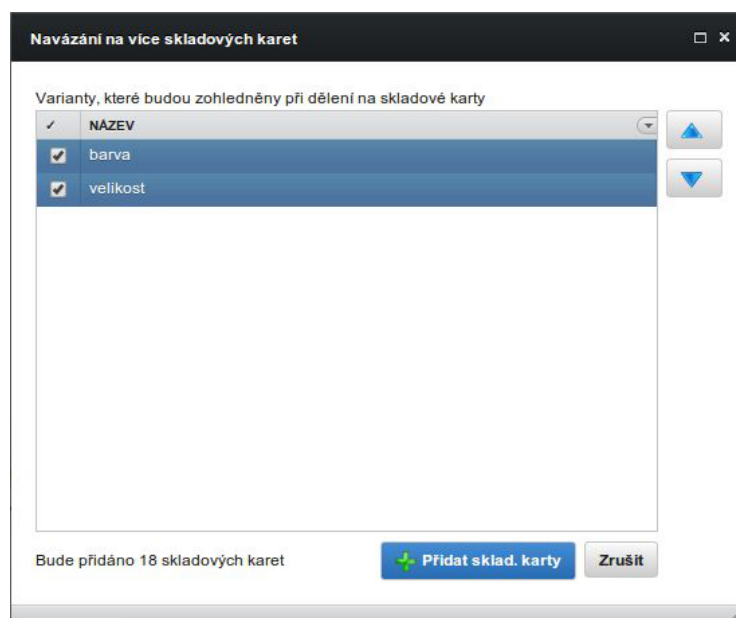 Navázání na více skladových karet
Varianty, které budou zohledněny při dělení na skladové karty
✓ NÁZEV
barva
velikost
Bude přidáno 18 skladových karet
Přidat sklad. karty
Zrušit